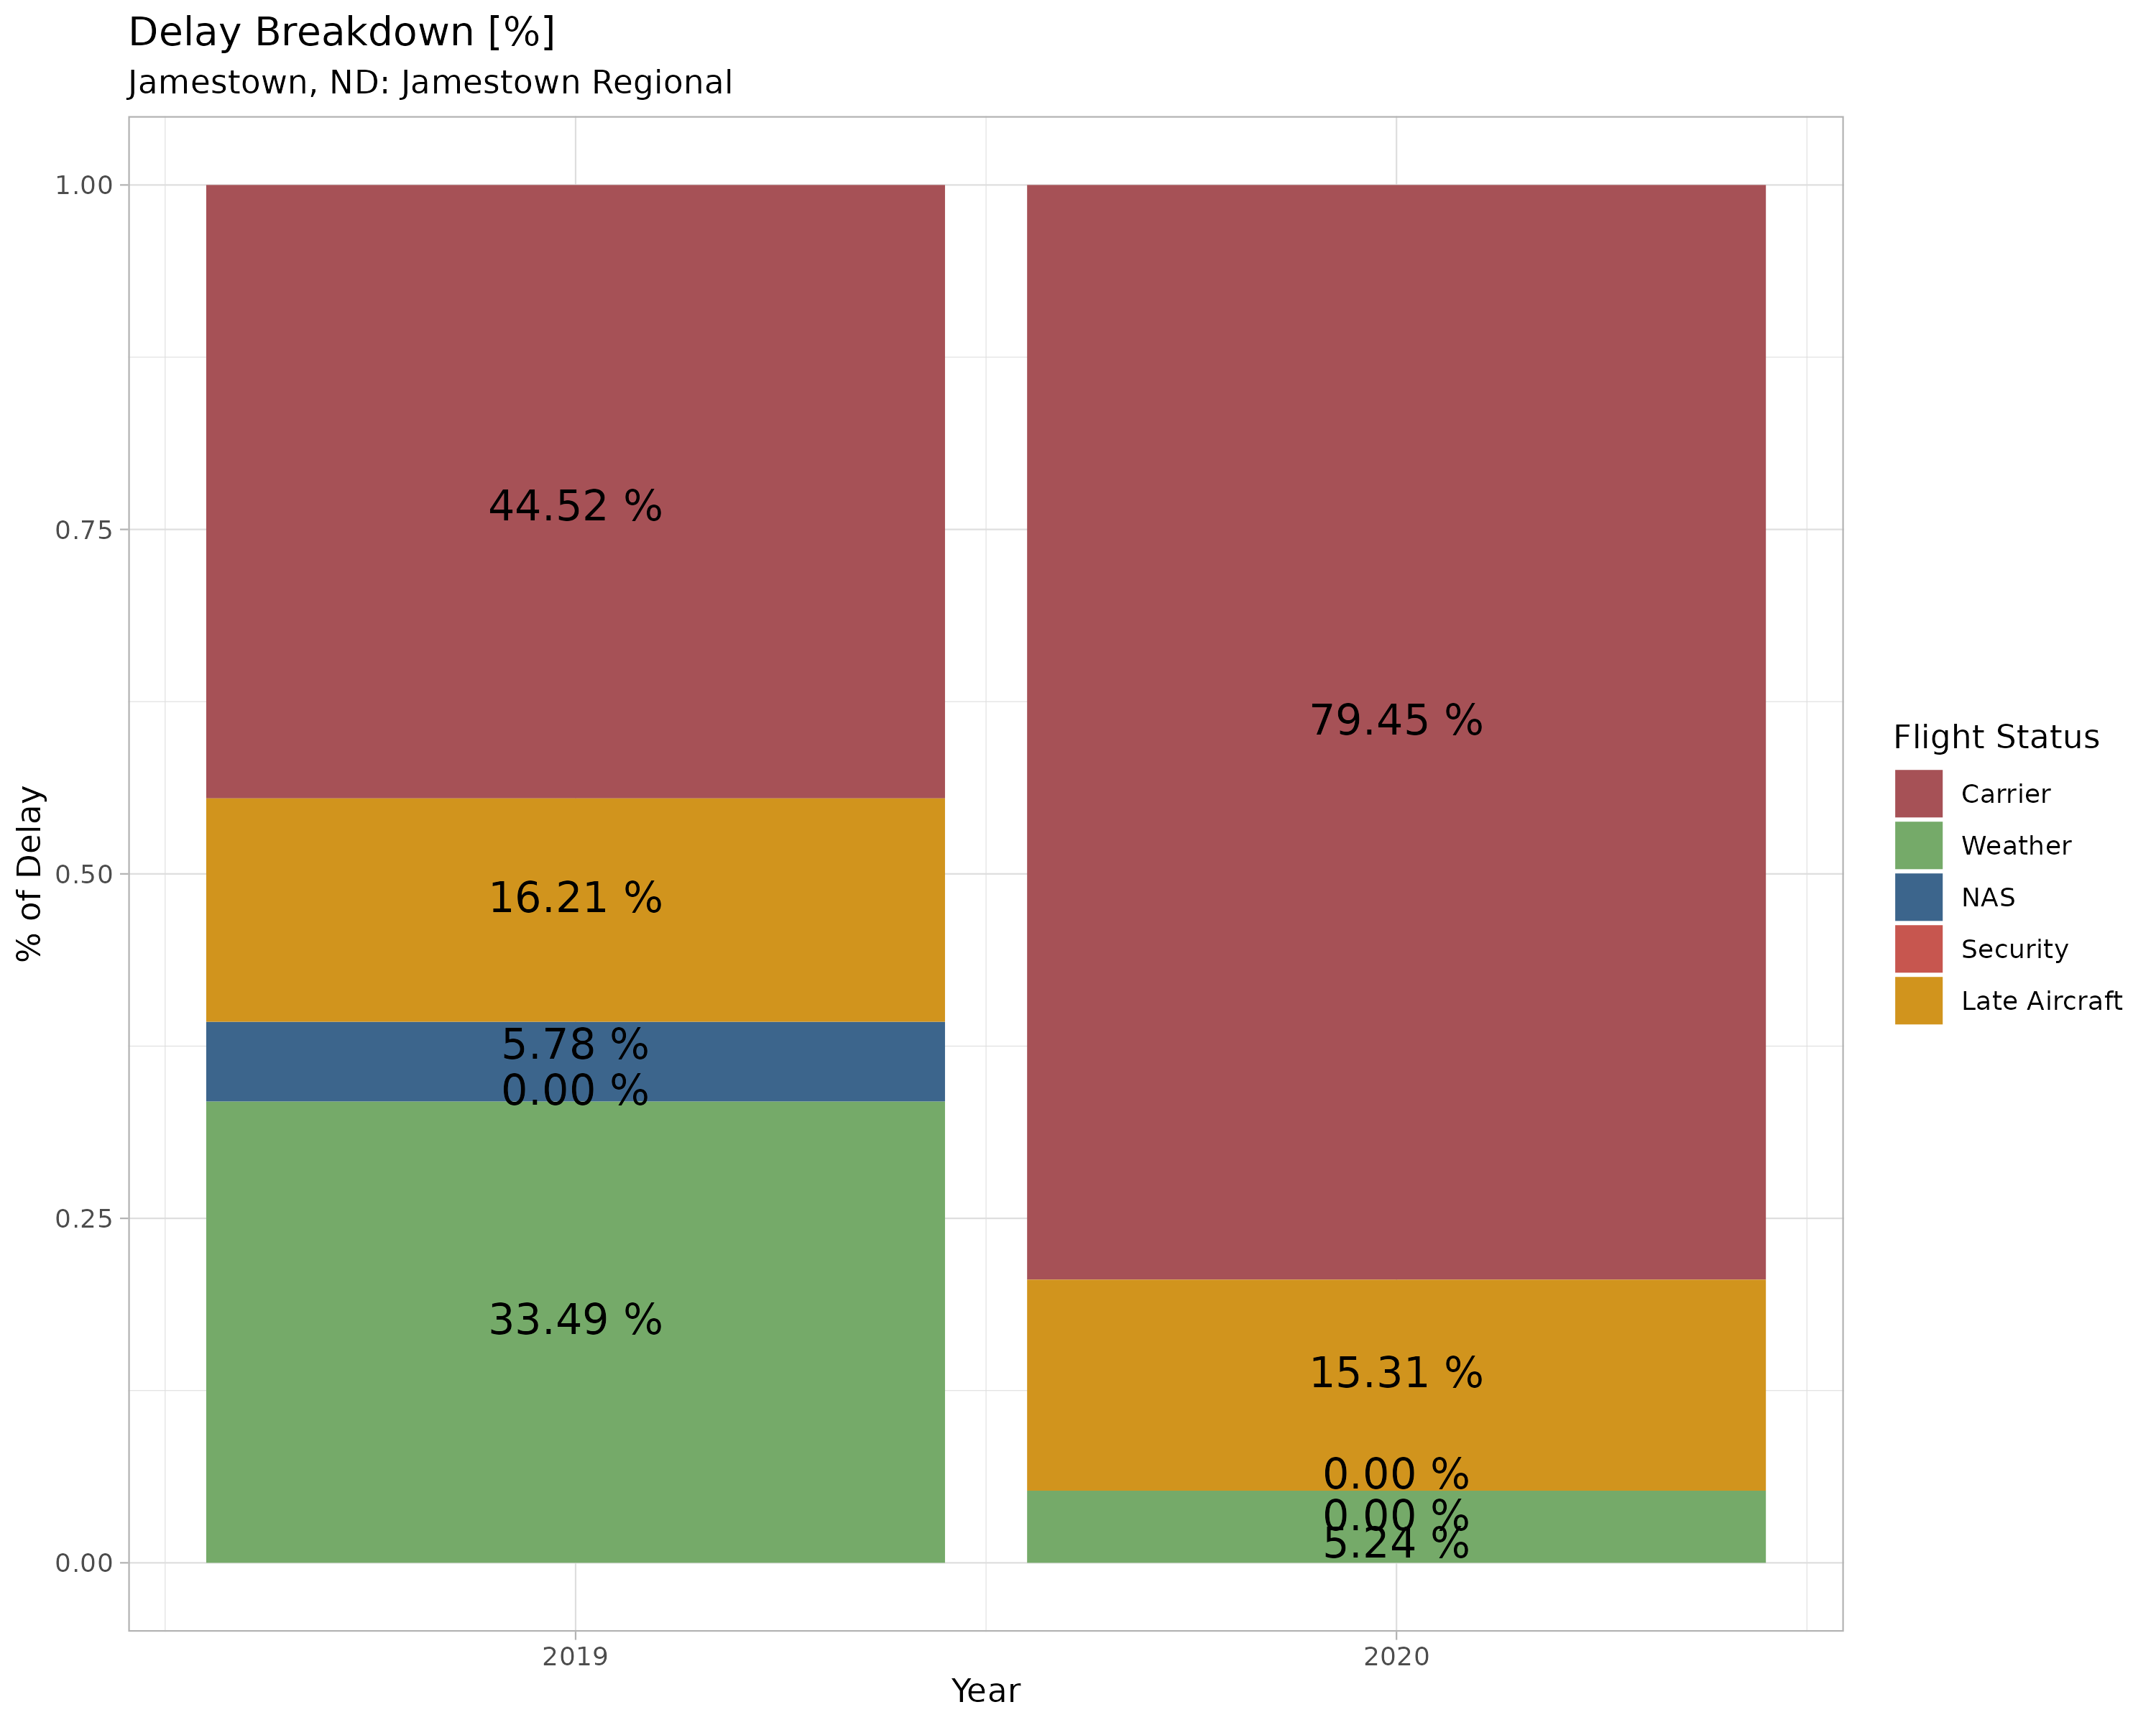 Delay Breakdown [%]
Jamestown, ND: Jamestown Regional
% of Delay
1.00
0.75
0.50
0.25
0.00
44.52 %
16.21 %
5.78 %
0.00 %
33.49 %
79.45 %
15.31 %
0.00 %
0.00 %
5.24 %
2019
2020
Year
Flight Status
Carrier
Weather
NAS
Security
Late Aircraft